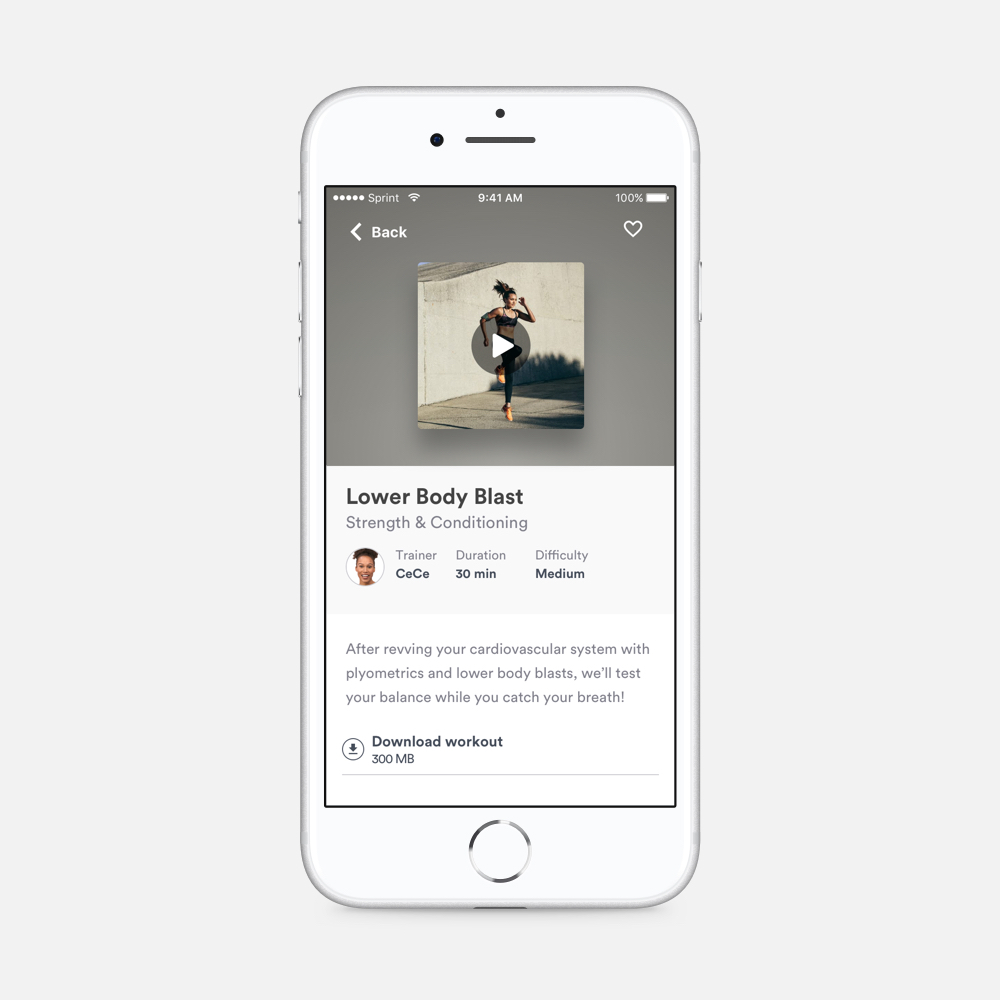 Sprint 9:41 AM 100%
Back
Lower Body Blast
Strength & Conditioning
Trainer Duration Difficulty
CeCe 30 min Medium
After revving your cardiovascular system with
plyometrics and lower body blasts, we’ll test
your balance while you catch your breath!
Download workout
300 MB